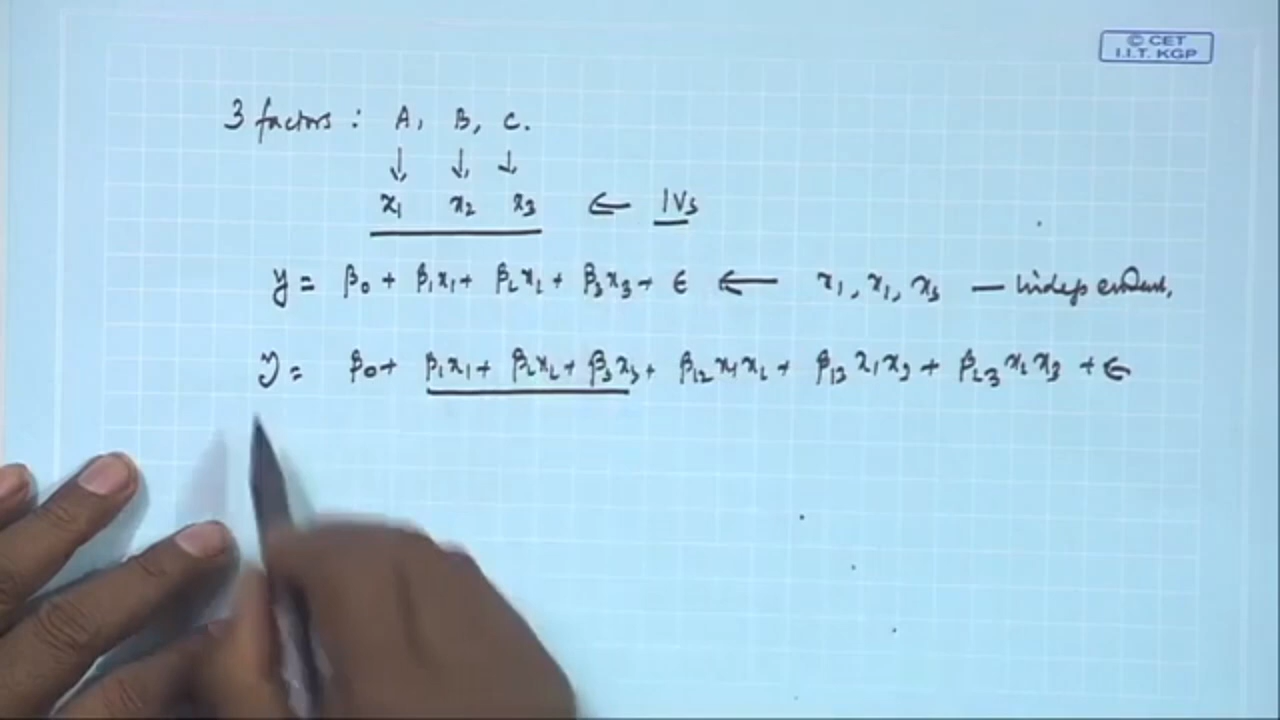 © CET
I.I.T. KGP
3 factors : A, B, C.
↓ ↓ ↓
x₁ x₂ x₃ ⇐ IVs
y = β₀ + β₁x₁ + β₂x₂ + β₃x₃ + ϵ ⇐ x₁, x₁, x₃ — independent,
y = β₀ + β₁x₁ + β₂x₂ + β₃x₃ + β₁₂x₁x₂ + β₁₃x₁x₃ + β₂₃x₂x₃ + ϵ